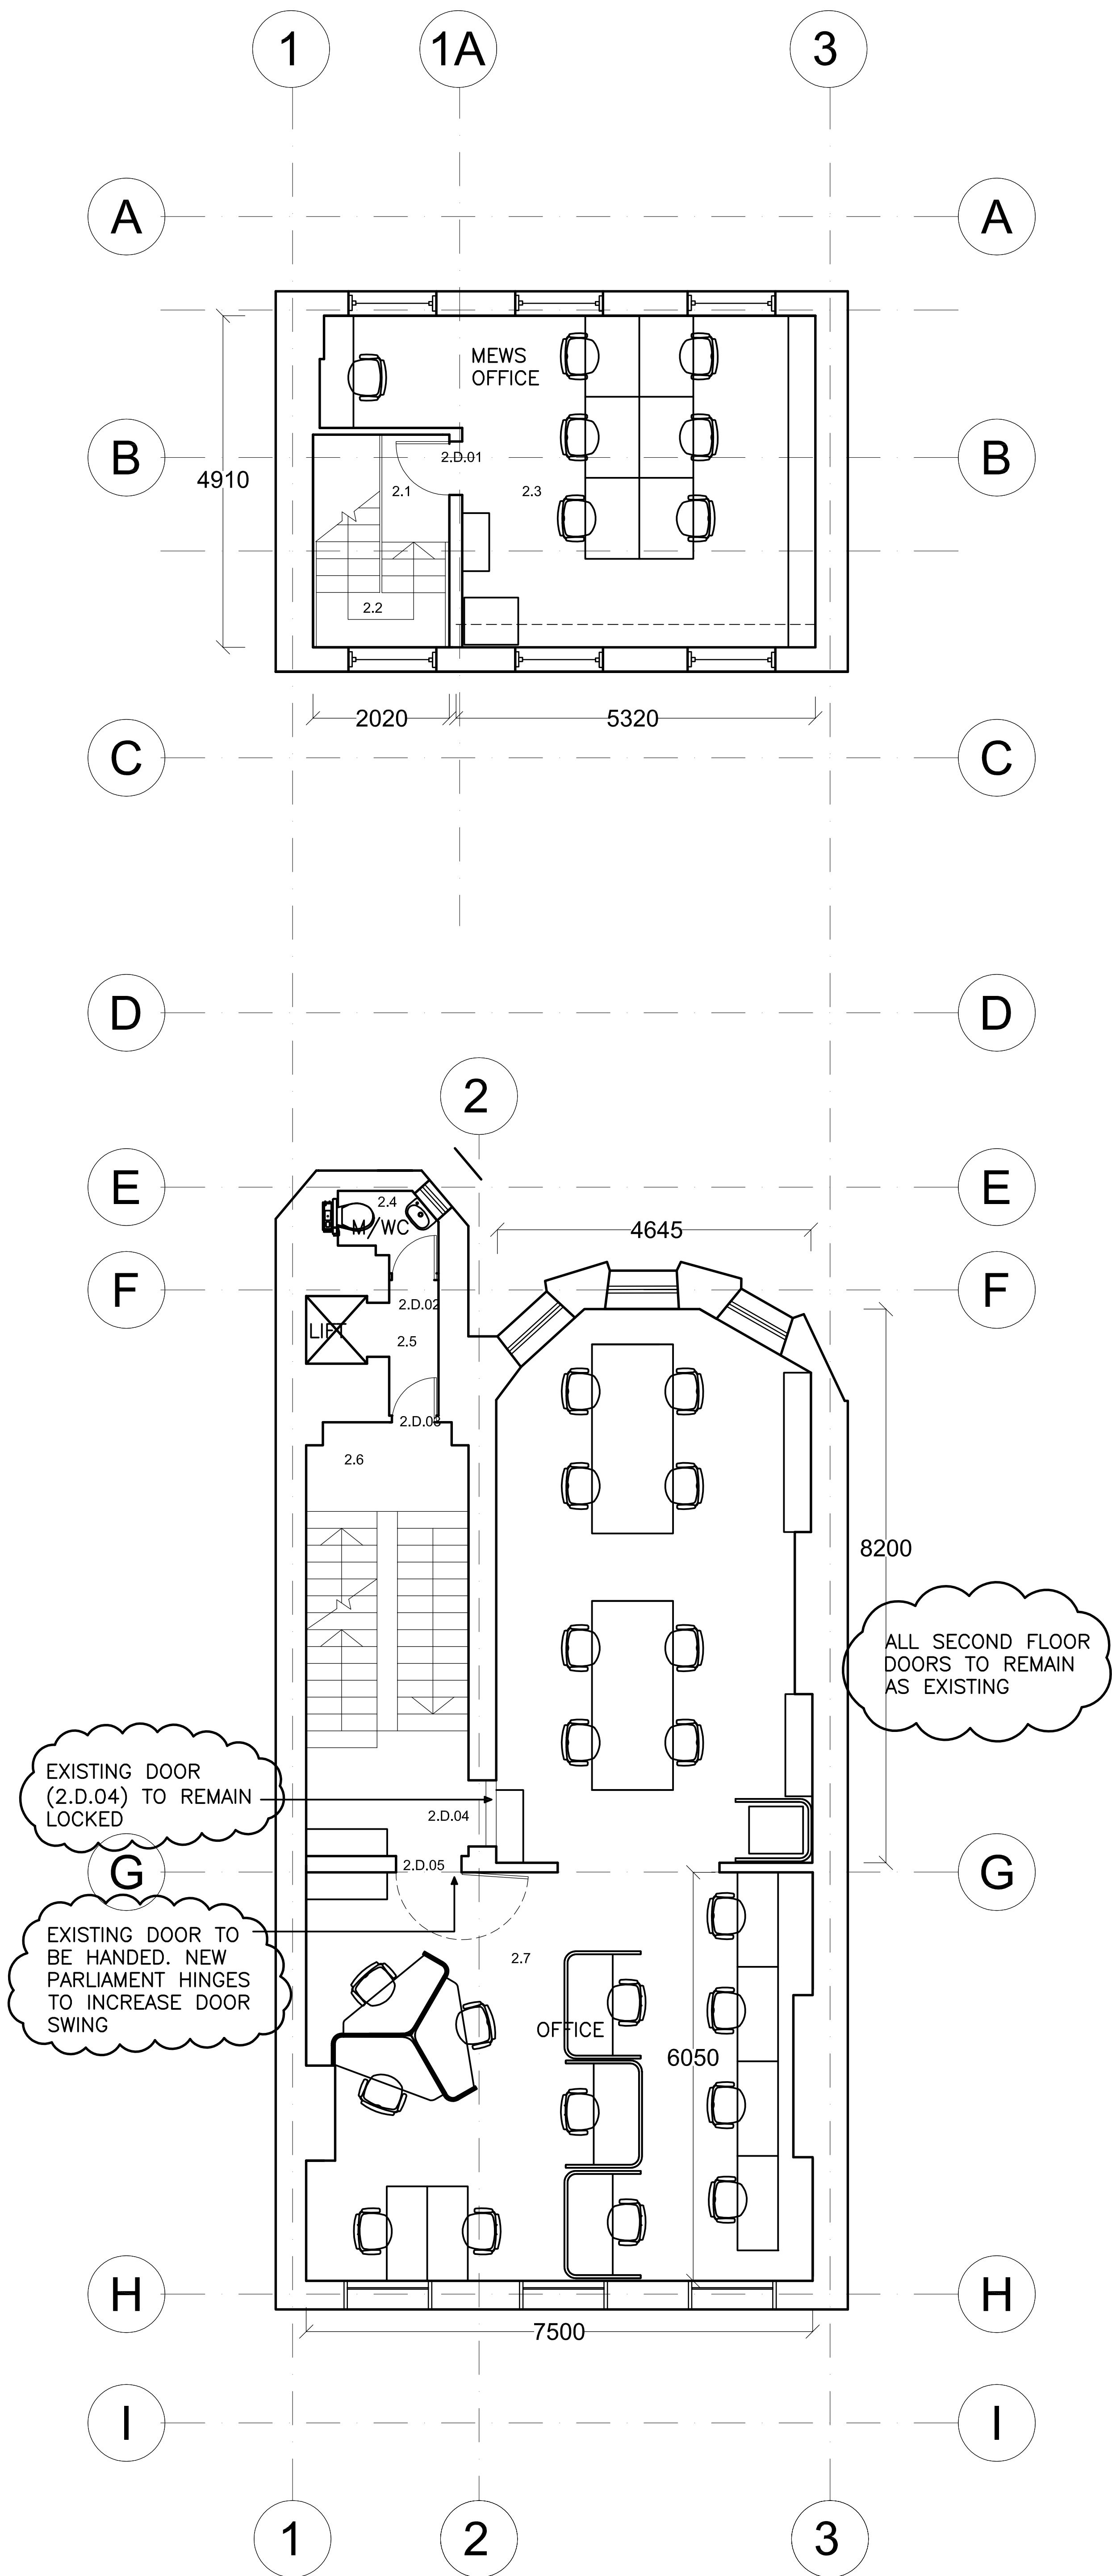 1
1A
3
A
A
MEWS
OFFICE
B
2.D.01
B
4910
2.1
2.3
2.2
2020
5320
C
C
D
D
2
E
E
2.4
M/WC
4645
F
F
2.D.02
LIFT
2.5
2.D.03
2.6
8200
ALL SECOND FLOOR
DOORS TO REMAIN
AS EXISTING
EXISTING DOOR
(2.D.04) TO REMAIN
LOCKED
2.D.04
G
2.D.05
G
EXISTING DOOR TO
BE HANDED. NEW
PARLIAMENT HINGES
TO INCREASE DOOR
SWING
2.7
OFFICE
6050
H
H
7500
I
I
1
2
3